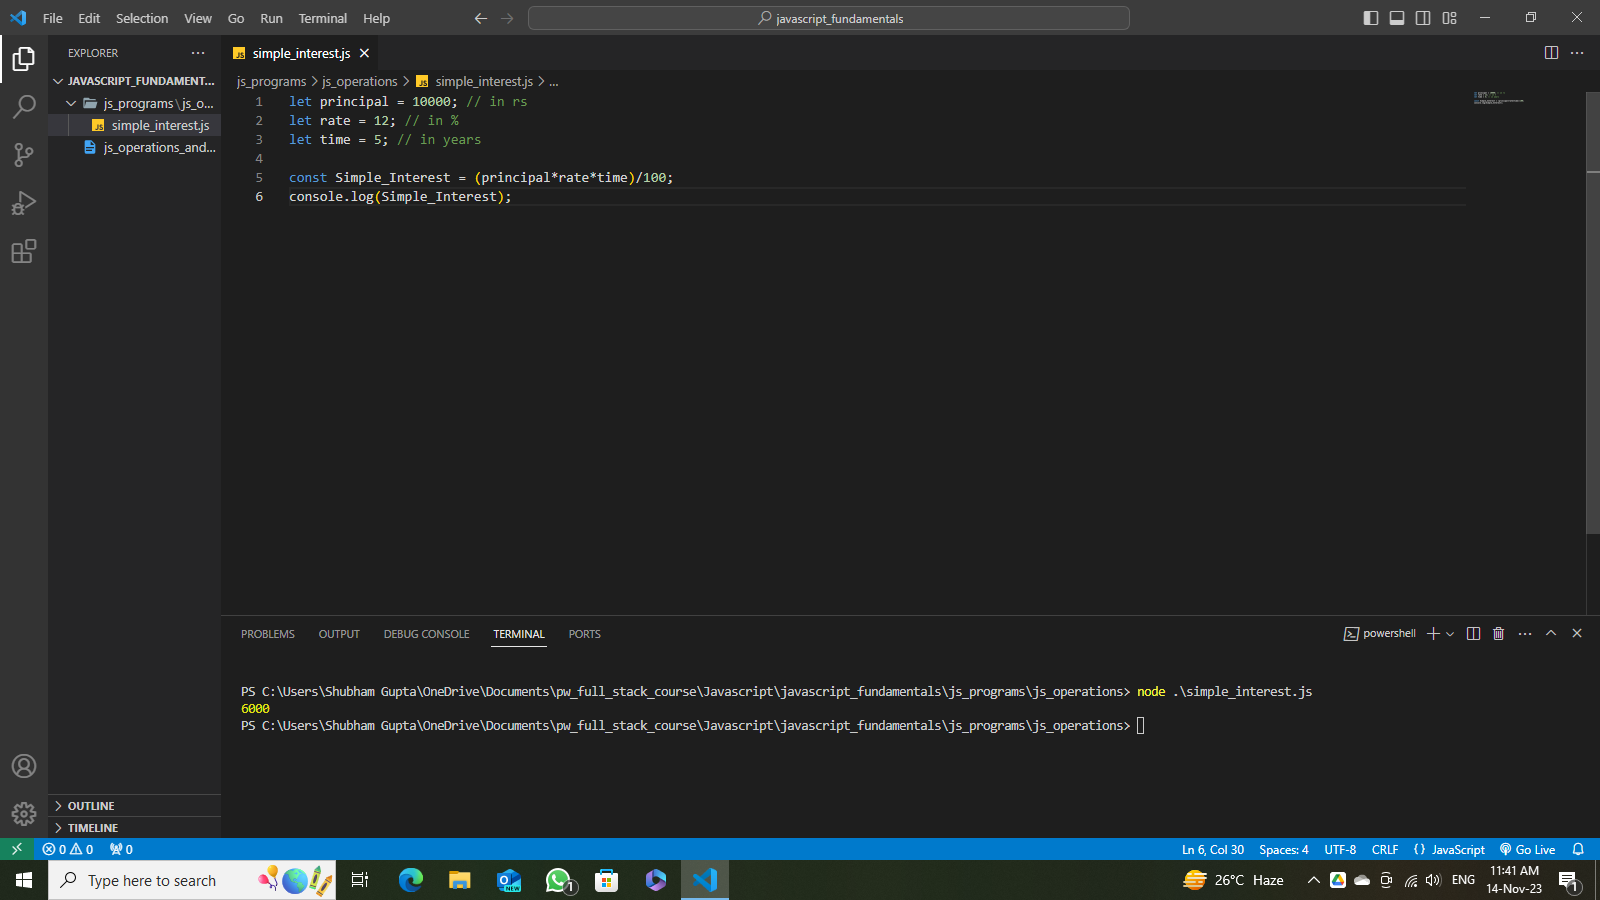 File Edit Selection View Go Run Terminal Help
javascript_fundamentals
EXPLORER
JAVASCRIPT_FUNDAMENT...
js_programs\js_o...
simple_interest.js
js_operations_and...
OUTLINE
TIMELINE
simple_interest.js
js_programs > js_operations > simple_interest.js > ...
1 let principal = 10000; // in rs
2 let rate = 12; // in %
3 let time = 5; // in years
4
5 const Simple_Interest = (principal*rate*time)/100;
6 console.log(Simple_Interest);
PROBLEMS OUTPUT DEBUG CONSOLE TERMINAL PORTS
powershell
PS C:\Users\Shubham Gupta\OneDrive\Documents\pw_full_stack_course\Javascript\javascript_fundamentals\js_programs\js_operations> node .\simple_interest.js
6000
PS C:\Users\Shubham Gupta\OneDrive\Documents\pw_full_stack_course\Javascript\javascript_fundamentals\js_programs\js_operations>
0 0 0
Ln 6, Col 30 Spaces: 4 UTF-8 CRLF {} JavaScript Go Live
Type here to search
NEW
1
26°C Haze
ENG
11:41 AM
14-Nov-23
1